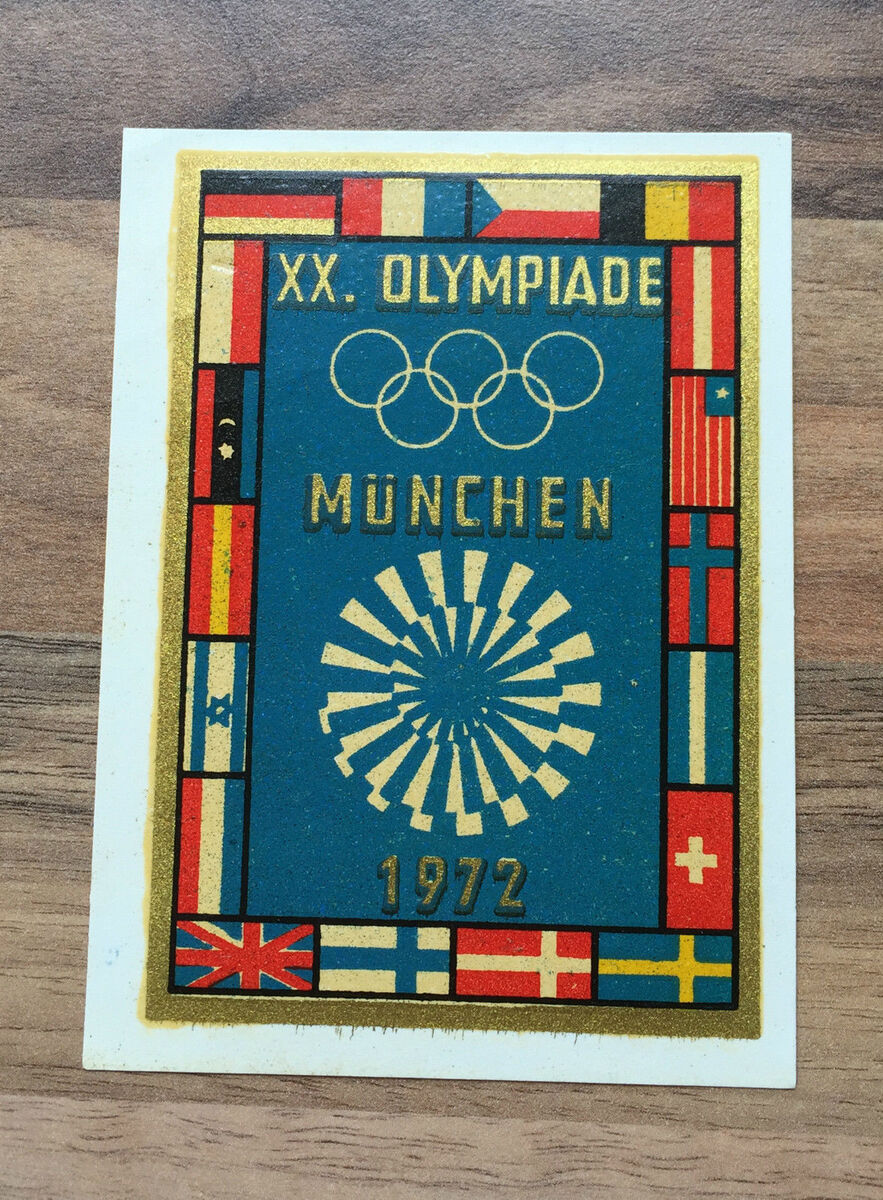 XX. OLYMPIADE
MÜNCHEN
1972